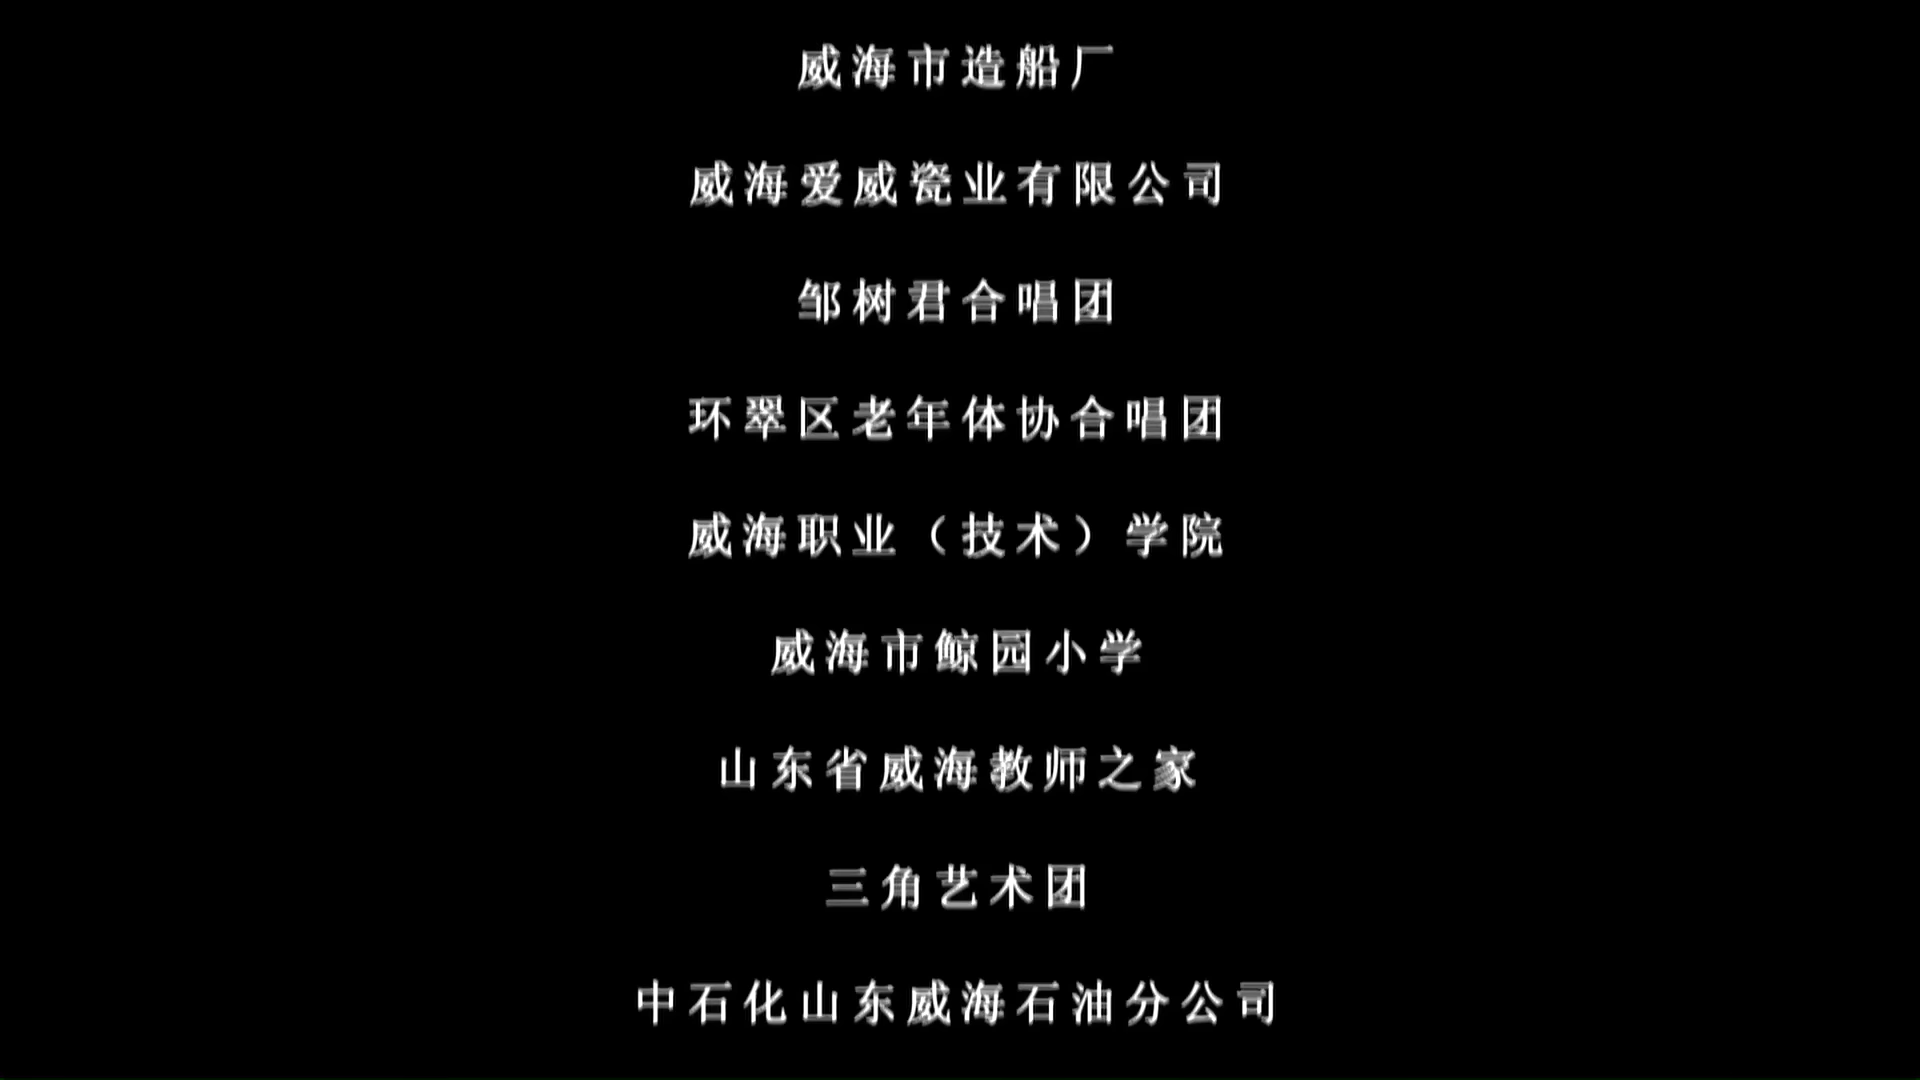 威海市造船厂
威海爱威瓷业有限公司
邹树君合唱团
环翠区老年体协合唱团
威海职业（技术）学院
威海市鲸园小学
山东省威海教师之家
三角艺术团
中石化山东威海石油分公司